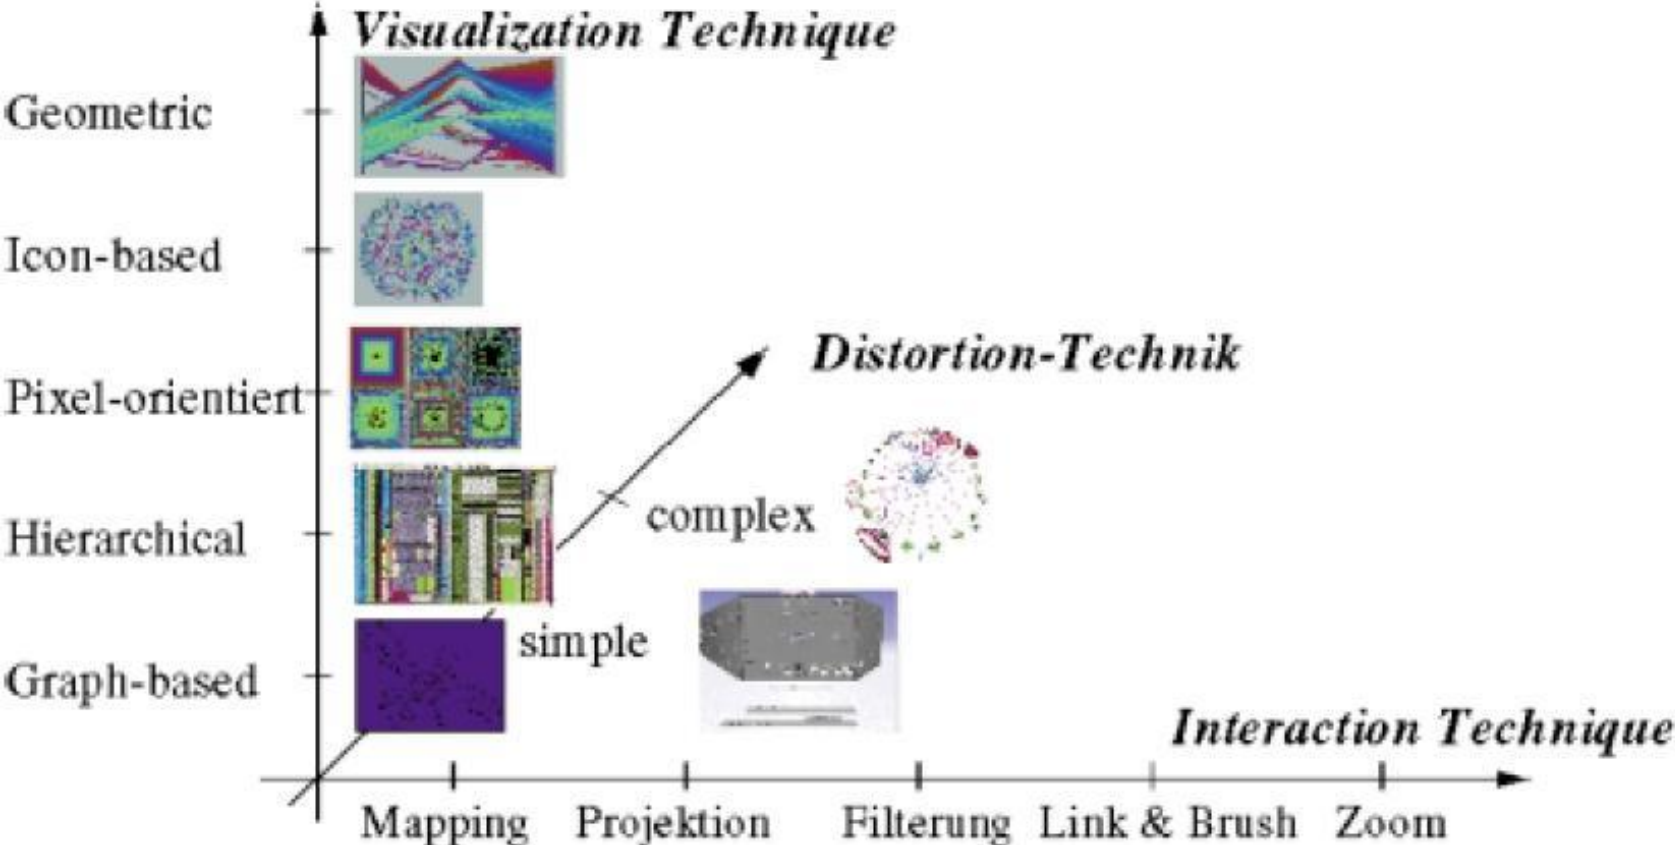 Visualization Technique
Geometric
Icon-based
Distortion-Technik
Pixel-orientiert
complex
Hierarchical
simple
Graph-based
Interaction Technique
Mapping Projektion Filterung Link & Brush Zoom